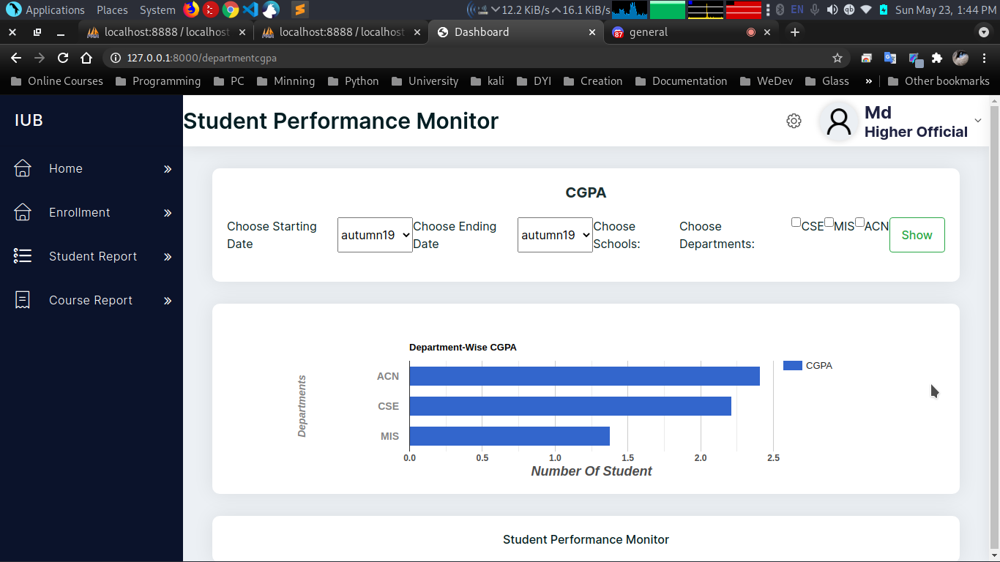 Applications Places System 12.2 KiB/s 16.1 KiB/s EN Sun May 23, 1:44 PM
localhost:8888 / localhost localhost:8888 / localhost Dashboard 87 general
127.0.0.1:8000/departmentcgpa
Online Courses Programming PC Minning Python University kali DYI Creation Documentation WeDev Glass » Other bookmarks
IUB
Student Performance Monitor
Md
Higher Official
Home
Enrollment
Student Report
Course Report
CGPA
Choose Starting Date autumn19 Choose Ending Date autumn19 Choose Schools: Choose Departments: CSE MIS ACN Show
Department-Wise CGPA
CGPA
Departments
ACN
CSE
MIS
0.0 0.5 1.0 1.5 2.0 2.5
Number Of Student
Student Performance Monitor